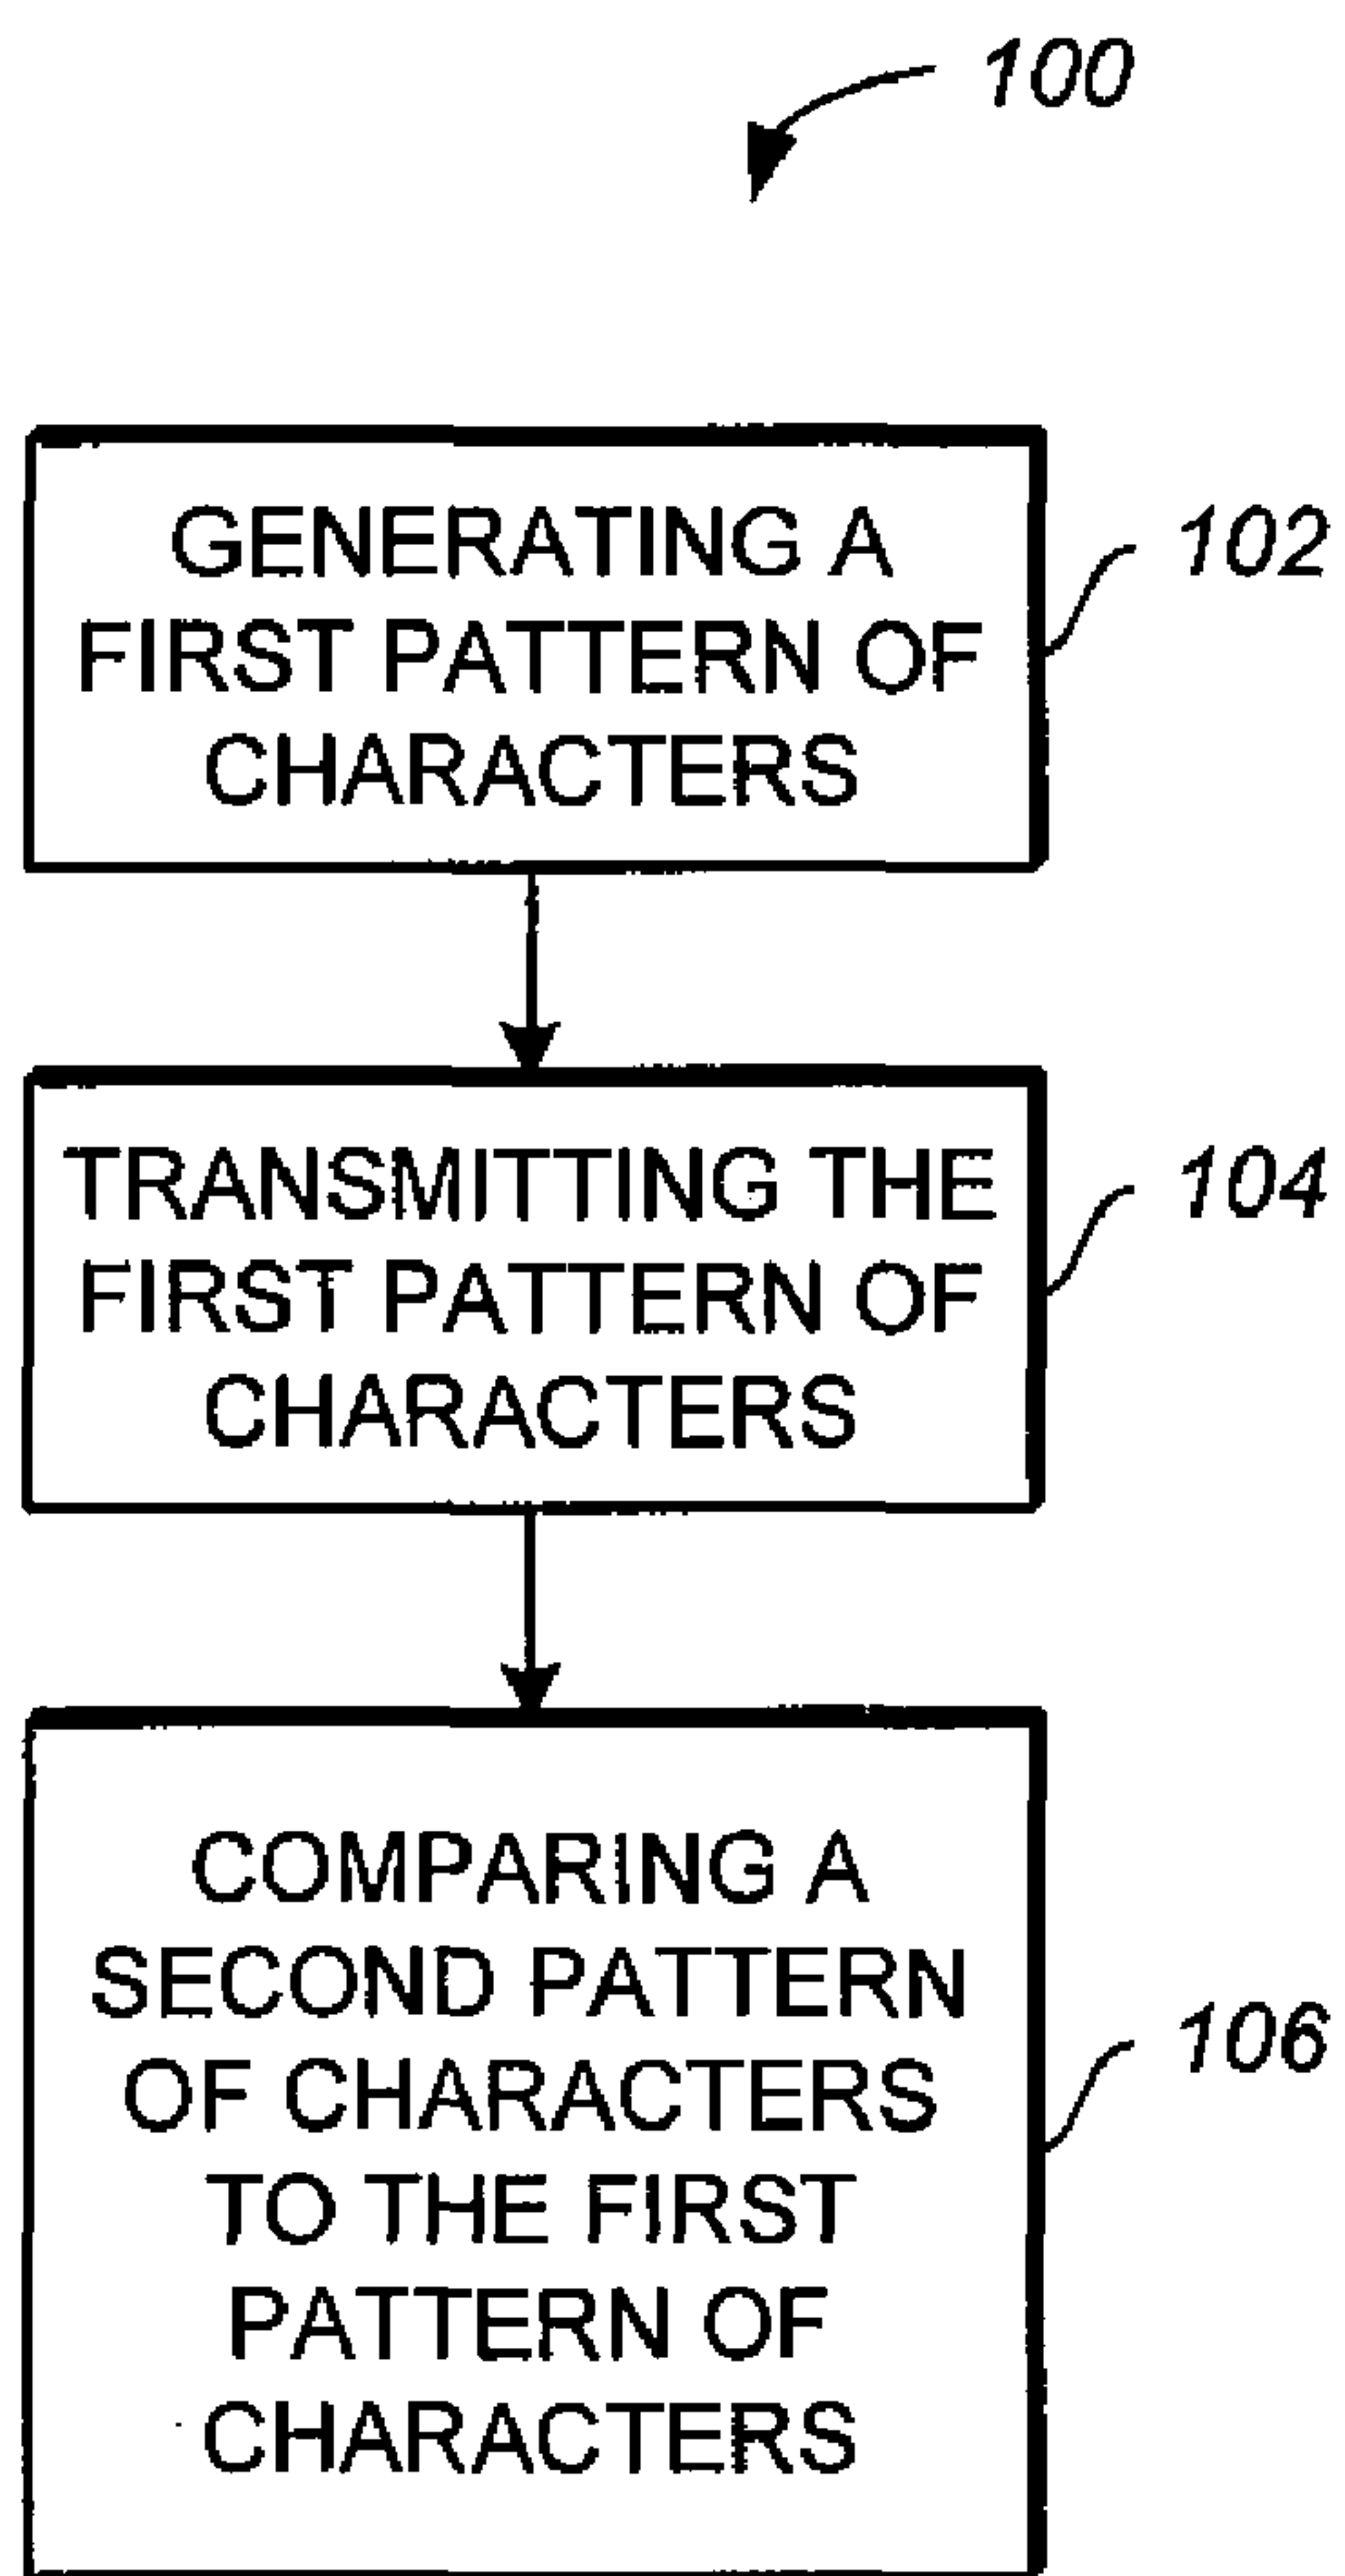 100
GENERATING A
FIRST PATTERN OF
CHARACTERS
102
TRANSMITTING THE
FIRST PATTERN OF
CHARACTERS
104
COMPARING A
SECOND PATTERN
OF CHARACTERS
TO THE FIRST
PATTERN OF
CHARACTERS
106